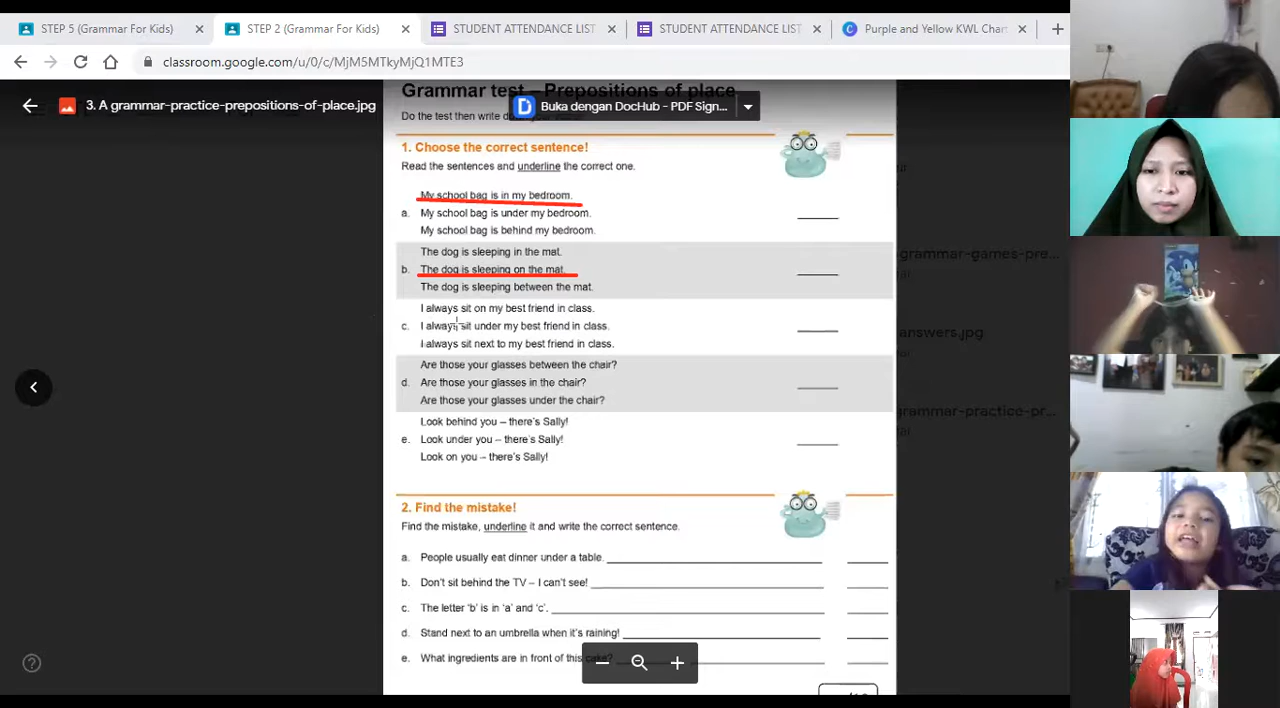 STEP 5 (Grammar For Kids)
STEP 2 (Grammar For Kids)
STUDENT ATTENDANCE LIST
STUDENT ATTENDANCE LIST
Purple and Yellow KWL Char
classroom.google.com/u/0/c/MjM5MTkyMjQ1MTE3
3. A grammar-practice-prepositions-of-place.jpg
Buka dengan DocHub - PDF Sign...
Grammar test – Prepositions of place
Do the test then write
1. Choose the correct sentence!
Read the sentences and underline the correct one.
My school bag is in my bedroom.
a. My school bag is under my bedroom.
My school bag is behind my bedroom.
The dog is sleeping in the mat.
b. The dog is sleeping on the mat.
The dog is sleeping between the mat.
I always sit on my best friend in class.
c. I always sit under my best friend in class.
I always sit next to my best friend in class.
Are those your glasses between the chair?
d. Are those your glasses in the chair?
Are those your glasses under the chair?
Look behind you – there's Sally!
e. Look under you – there's Sally!
Look on you – there's Sally!
2. Find the mistake!
Find the mistake, underline it and write the correct sentence.
a. People usually eat dinner under a table.
b. Don't sit behind the TV – I can't see!
c. The letter 'b' is in 'a' and 'c'.
d. Stand next to an umbrella when it's raining!
e. What ingredients are in front of this cake?
grammar-games-pre...
answers.jpg
grammar-practice-pr...